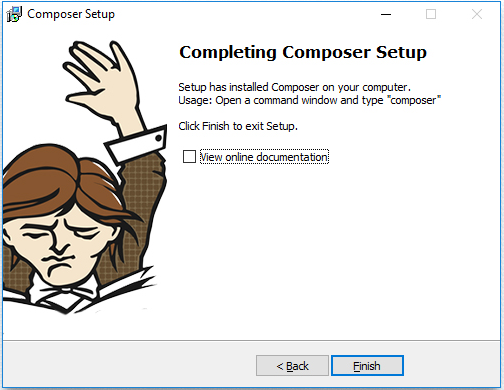 Composer Setup
Completing Composer Setup
Setup has installed Composer on your computer.
Usage: Open a command window and type "composer"
Click Finish to exit Setup.
View online documentation
< Back
Finish